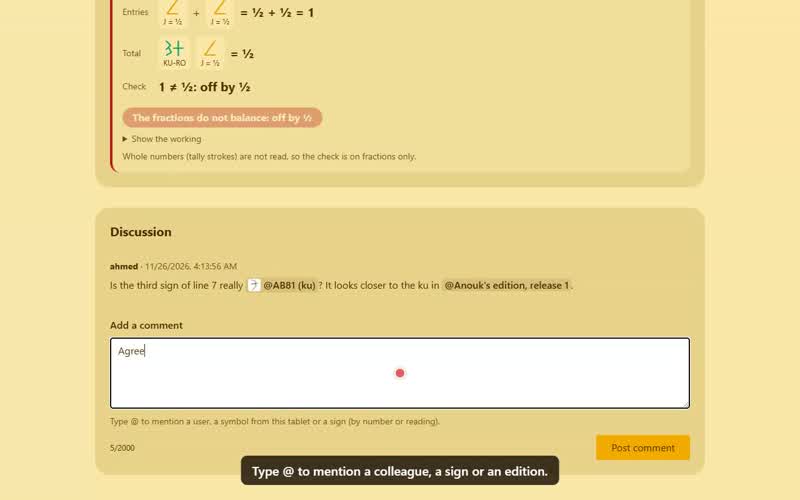 Entries J = ½ + J = ½ = ½ + ½ = 1
Total KU-RO J = ½ = ½
Check 1 ≠ ½: off by ½
The fractions do not balance: off by ½
▶ Show the working
Whole numbers (tally strokes) are not read, so the check is on fractions only.
Discussion
ahmed · 11/26/2026, 4:13:56 AM
Is the third sign of line 7 really @AB81 (ku) ? It looks closer to the ku in @Anouk's edition, release 1 .
Add a comment
Agree
Type @ to mention a user, a symbol from this tablet or a sign (by number or reading).
5/2000
Post comment
Type @ to mention a colleague, a sign or an edition.